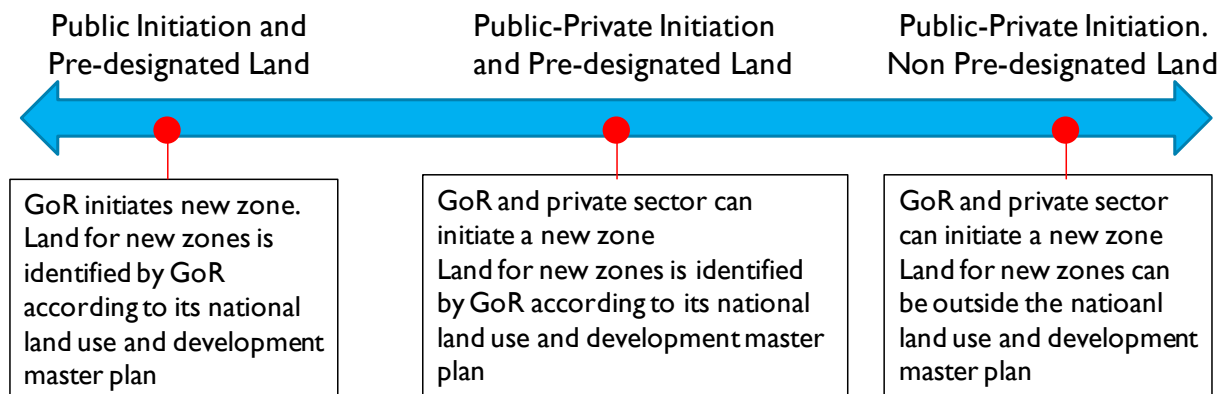 Public Initiation and
Pre-designated Land
Public-Private Initiation
and Pre-designated Land
Public-Private Initiation.
Non Pre-designated Land
GoR initiates new zone.
Land for new zones is
identified by GoR
according to its national
land use and development
master plan
GoR and private sector can
initiate a new zone
Land for new zones is identified
by GoR according to its national
land use and development master
plan
GoR and private sector
can initiate a new zone
Land for new zones can
be outside the natioanl
land use and development
master plan